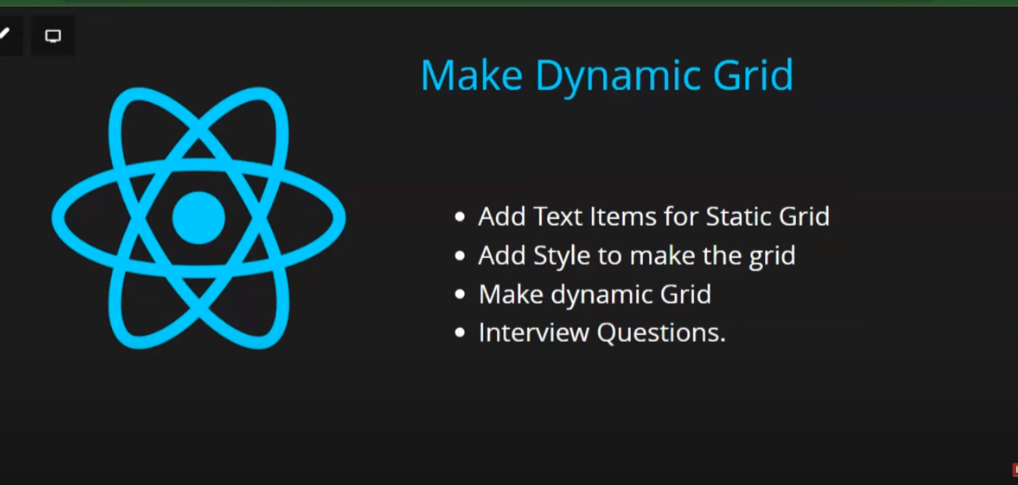 Make Dynamic Grid
Add Text Items for Static Grid
Add Style to make the grid
Make dynamic Grid
Interview Questions.